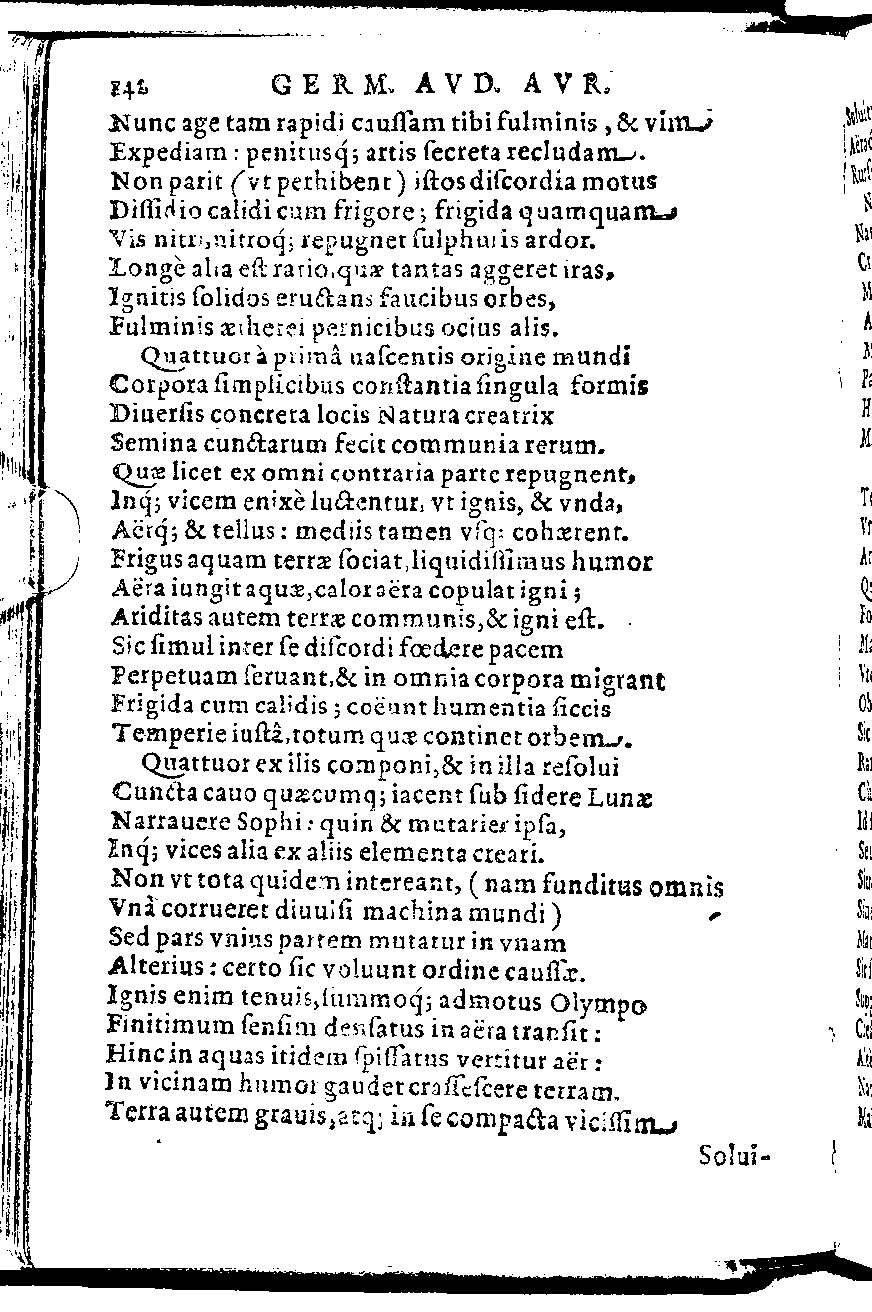 142 GERM. AVD. AVR.
Nunc age tam rapidi cauſſam tibi fulminis, & vim
Expediam: penitusq́; artis ſecreta recludam.
Non parit (vt perhibent) iſtos diſcordia motus
Diſſidio calidi cum frigore; frigida quamquam
Vis nitri, nitroq́; repugnet ſulphuris ardor.
Longè alia eſt ratio, quæ tantas aggeret iras,
Ignitis ſolidos eructans faucibus orbes,
Fulminis ætherei pernicibus ocius alis.
Quattuor à primâ naſcentis origine mundi
Corpora ſimplicibus conſtantia ſingula formis
Diuerſis concreta locis Natura creatrix
Semina cunctarum fecit communia rerum.
Quæ licet ex omni contraria parte repugnent,
Inq́; vicem enixè luctentur, vt ignis, & vnda,
Aërq́; & tellus: mediis tamen vſq; cohærent.
Frigus aquam terræ ſociat, liquidiſſimus humor
Aëra iungit aquæ, calor aëra copulat igni;
Ariditas autem terræ communis, & igni eſt.
Sic ſimul inter ſe diſcordi fœdere pacem
Perpetuam ſeruant, & in omnia corpora migrant
Frigida cum calidis; coëunt humentia ſiccis
Temperie iuſtâ, totum quæ continet orbem.
Quattuor ex ilis componi, & in illa reſolui
Cuncta cauo quæcumq; iacent ſub ſidere Lunæ
Narrauere Sophi: quin & mutarier ipſa,
Inq́; vices alia ex aliis elementa creari.
Non vt tota quidem intereant, (nam funditus omnis
Vnà corrueret diuulſi machina mundi)
Sed pars vnius partem mutatur in vnam
Alterius: certo ſic voluunt ordine cauſſæ.
Ignis enim tenuis, ſummoq́; admotus Olympo
Finitimum ſenſim denſatus in aëra tranſit:
Hinc in aquas itidem ſpiſſatus vertitur aër:
In vicinam humor gaudet craſſeſcere terram.
Terra autem grauis, atq; in ſe compacta viciſſim
Solui-